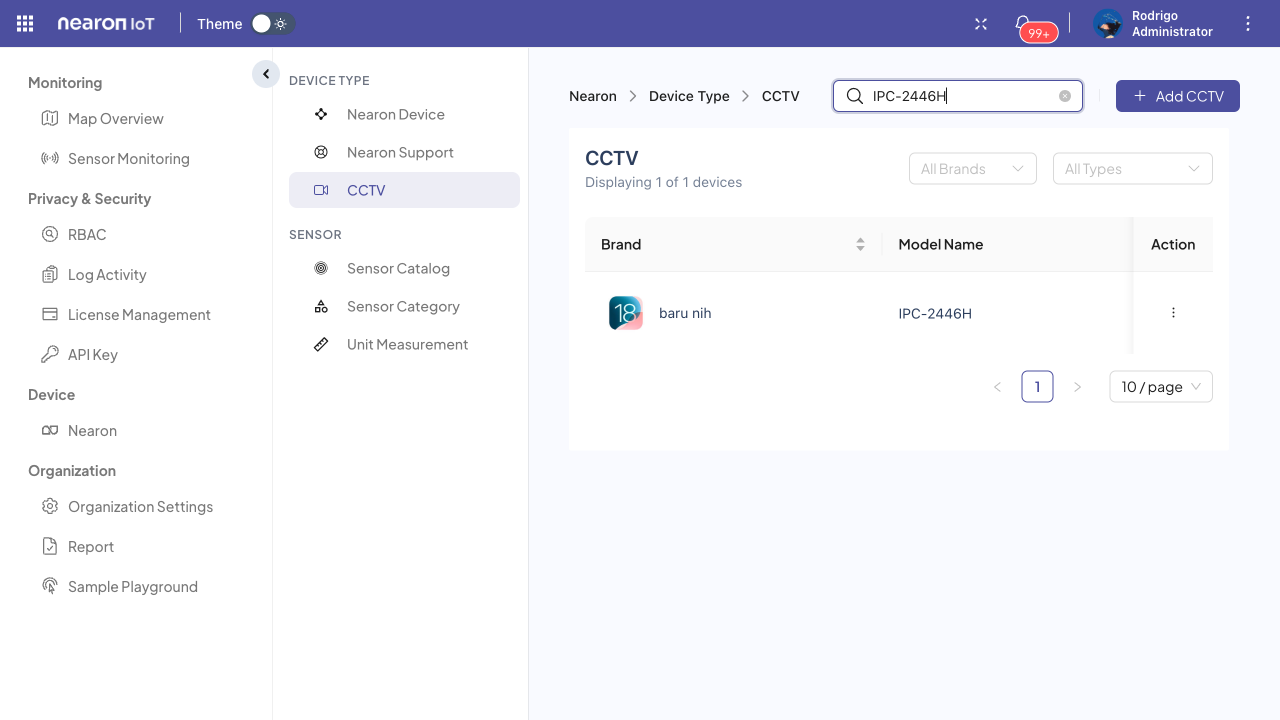 nearon IoT
Theme
99+
Rodrigo
Administrator
Monitoring
Map Overview
Sensor Monitoring
Privacy & Security
RBAC
Log Activity
License Management
API Key
Device
Nearon
Organization
Organization Settings
Report
Sample Playground
DEVICE TYPE
Nearon Device
Nearon Support
CCTV
SENSOR
Sensor Catalog
Sensor Category
Unit Measurement
Nearon > Device Type > CCTV
IPC-2446H
+ Add CCTV
CCTV
Displaying 1 of 1 devices
All Brands
All Types
Brand Model Name Action
18 baru nih IPC-2446H
< 1 > 10 / page